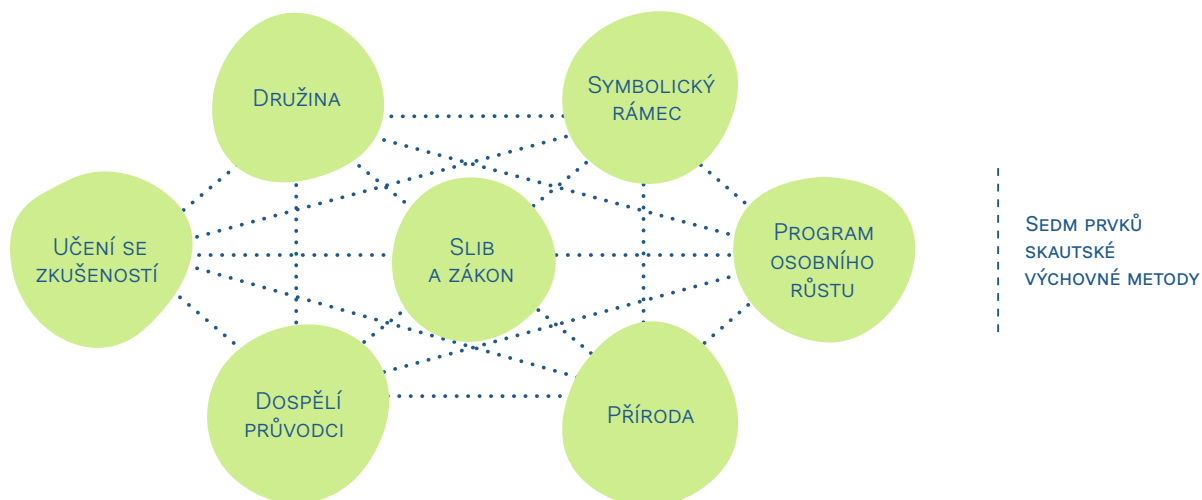 Družina
Symbolický
rámec
Učení se
zkušeností
Slib
a zákon
Program
osobního
růstu
Dospělí
průvodci
Příroda
Sedm prvků
skautské
výchovné metody